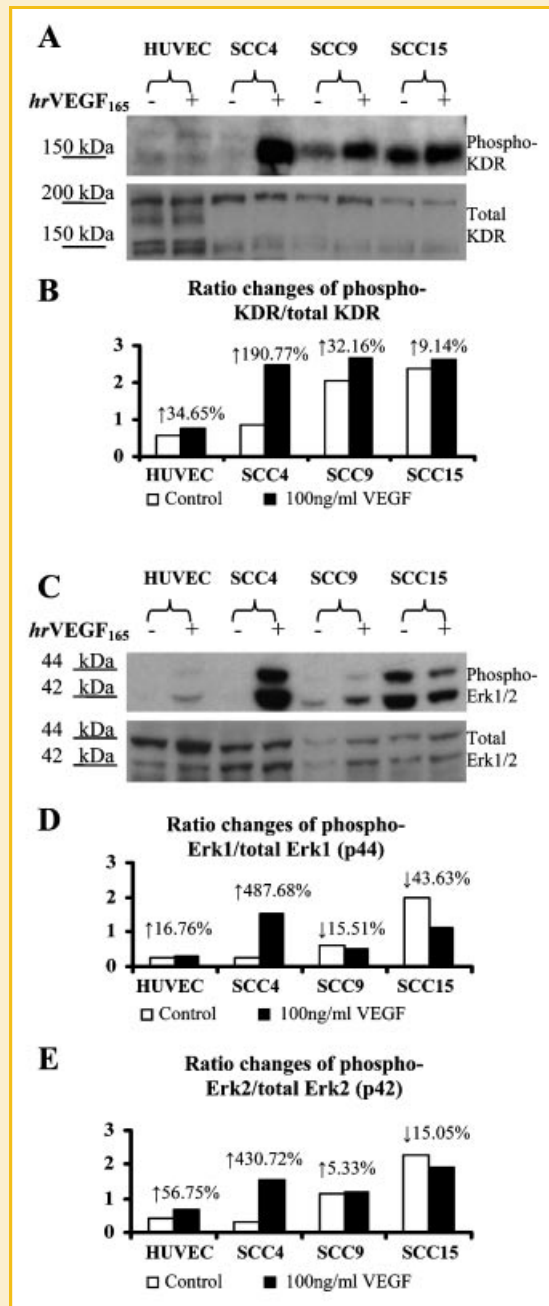 A
HUVEC SCC4 SCC9 SCC15
hrVEGF165 - + - + - + - +
150 kDa
Phospho-
KDR
200 kDa
150 kDa
Total
KDR
B
Ratio changes of phospho-
KDR/total KDR
3
2
1
0
↑34.65% ↑190.77% ↑32.16% ↑9.14%
HUVEC SCC4 SCC9 SCC15
Control 100ng/ml VEGF
C
HUVEC SCC4 SCC9 SCC15
hrVEGF165 - + - + - + - +
44 kDa
42 kDa
Phospho-
Erk1/2
44 kDa
42 kDa
Total
Erk1/2
D
Ratio changes of phospho-
Erk1/total Erk1 (p44)
3
2
1
0
↑16.76% ↑487.68% ↓15.51% ↓43.63%
HUVEC SCC4 SCC9 SCC15
Control 100ng/ml VEGF
E
Ratio changes of phospho-
Erk2/total Erk2 (p42)
3
2
1
0
↑56.75% ↑430.72% ↑5.33% ↓15.05%
HUVEC SCC4 SCC9 SCC15
Control 100ng/ml VEGF